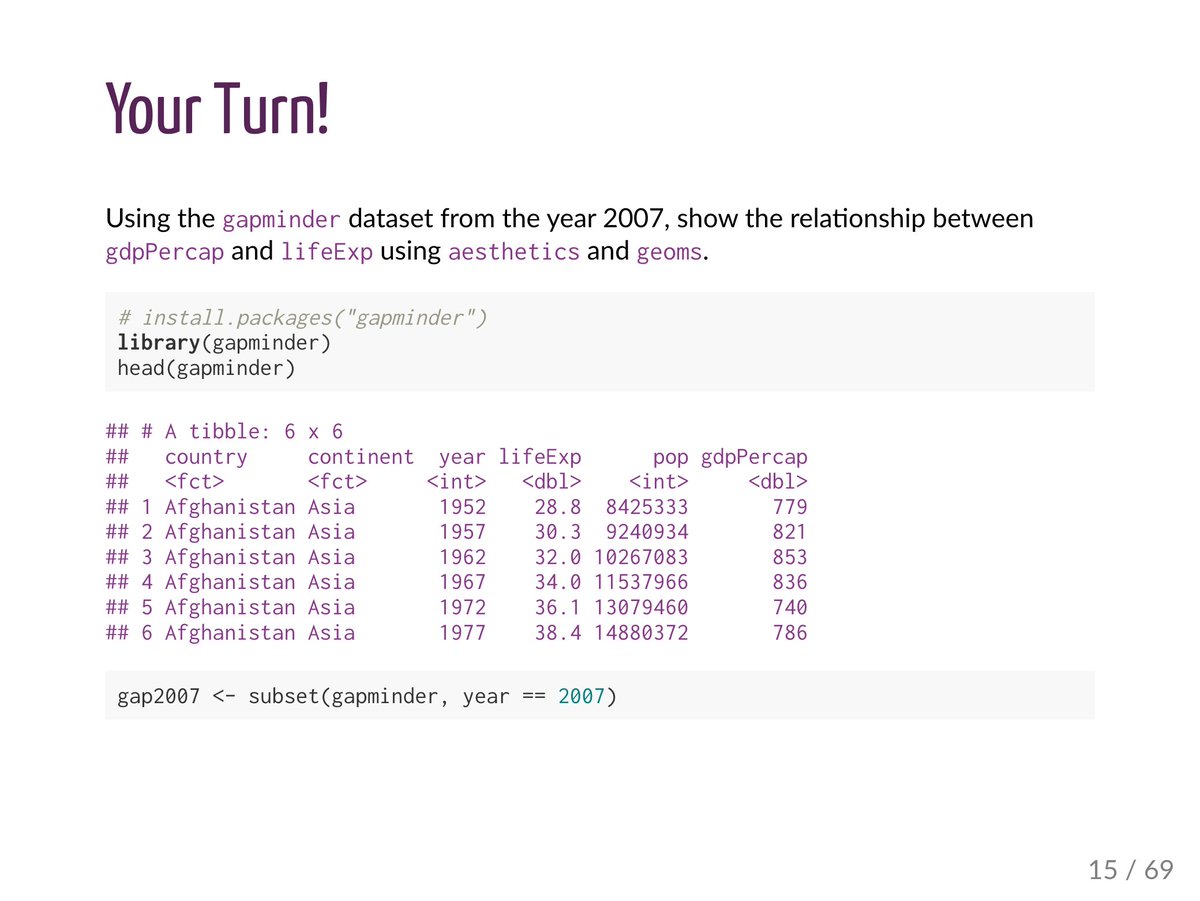 Your Turn!
Using the gapminder dataset from the year 2007, show the relationship between
gdpPercap and lifeExp using aesthetics and geoms.
# install.packages("gapminder")
library(gapminder)
head(gapminder)
## # A tibble: 6 x 6
##   country     continent  year lifeExp      pop gdpPercap
##   <fct>       <fct>     <int>   <dbl>    <int>     <dbl>
## 1 Afghanistan Asia       1952    28.8  8425333       779
## 2 Afghanistan Asia       1957    30.3  9240934       821
## 3 Afghanistan Asia       1962    32.0 10267083       853
## 4 Afghanistan Asia       1967    34.0 11537966       836
## 5 Afghanistan Asia       1972    36.1 13079460       740
## 6 Afghanistan Asia       1977    38.4 14880372       786
gap2007 <- subset(gapminder, year == 2007)
15 / 69